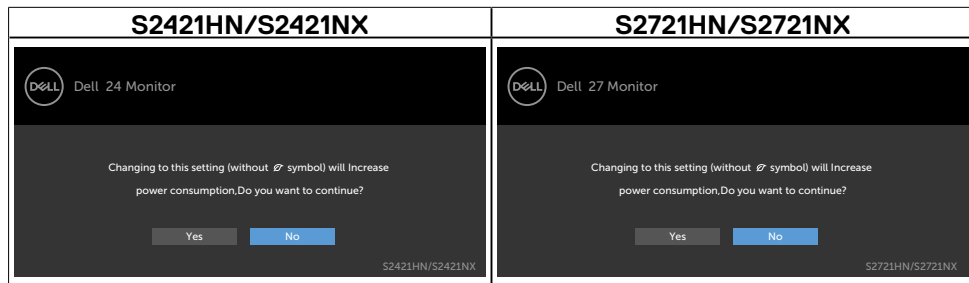 S2421HN/S2421NX
S2721HN/S2721NX
DELL
Dell 24 Monitor
Changing to this setting (without symbol) will Increase
power consumption,Do you want to continue?
Yes
No
S2421HN/S2421NX
DELL
Dell 27 Monitor
Changing to this setting (without symbol) will Increase
power consumption,Do you want to continue?
Yes
No
S2721HN/S2721NX